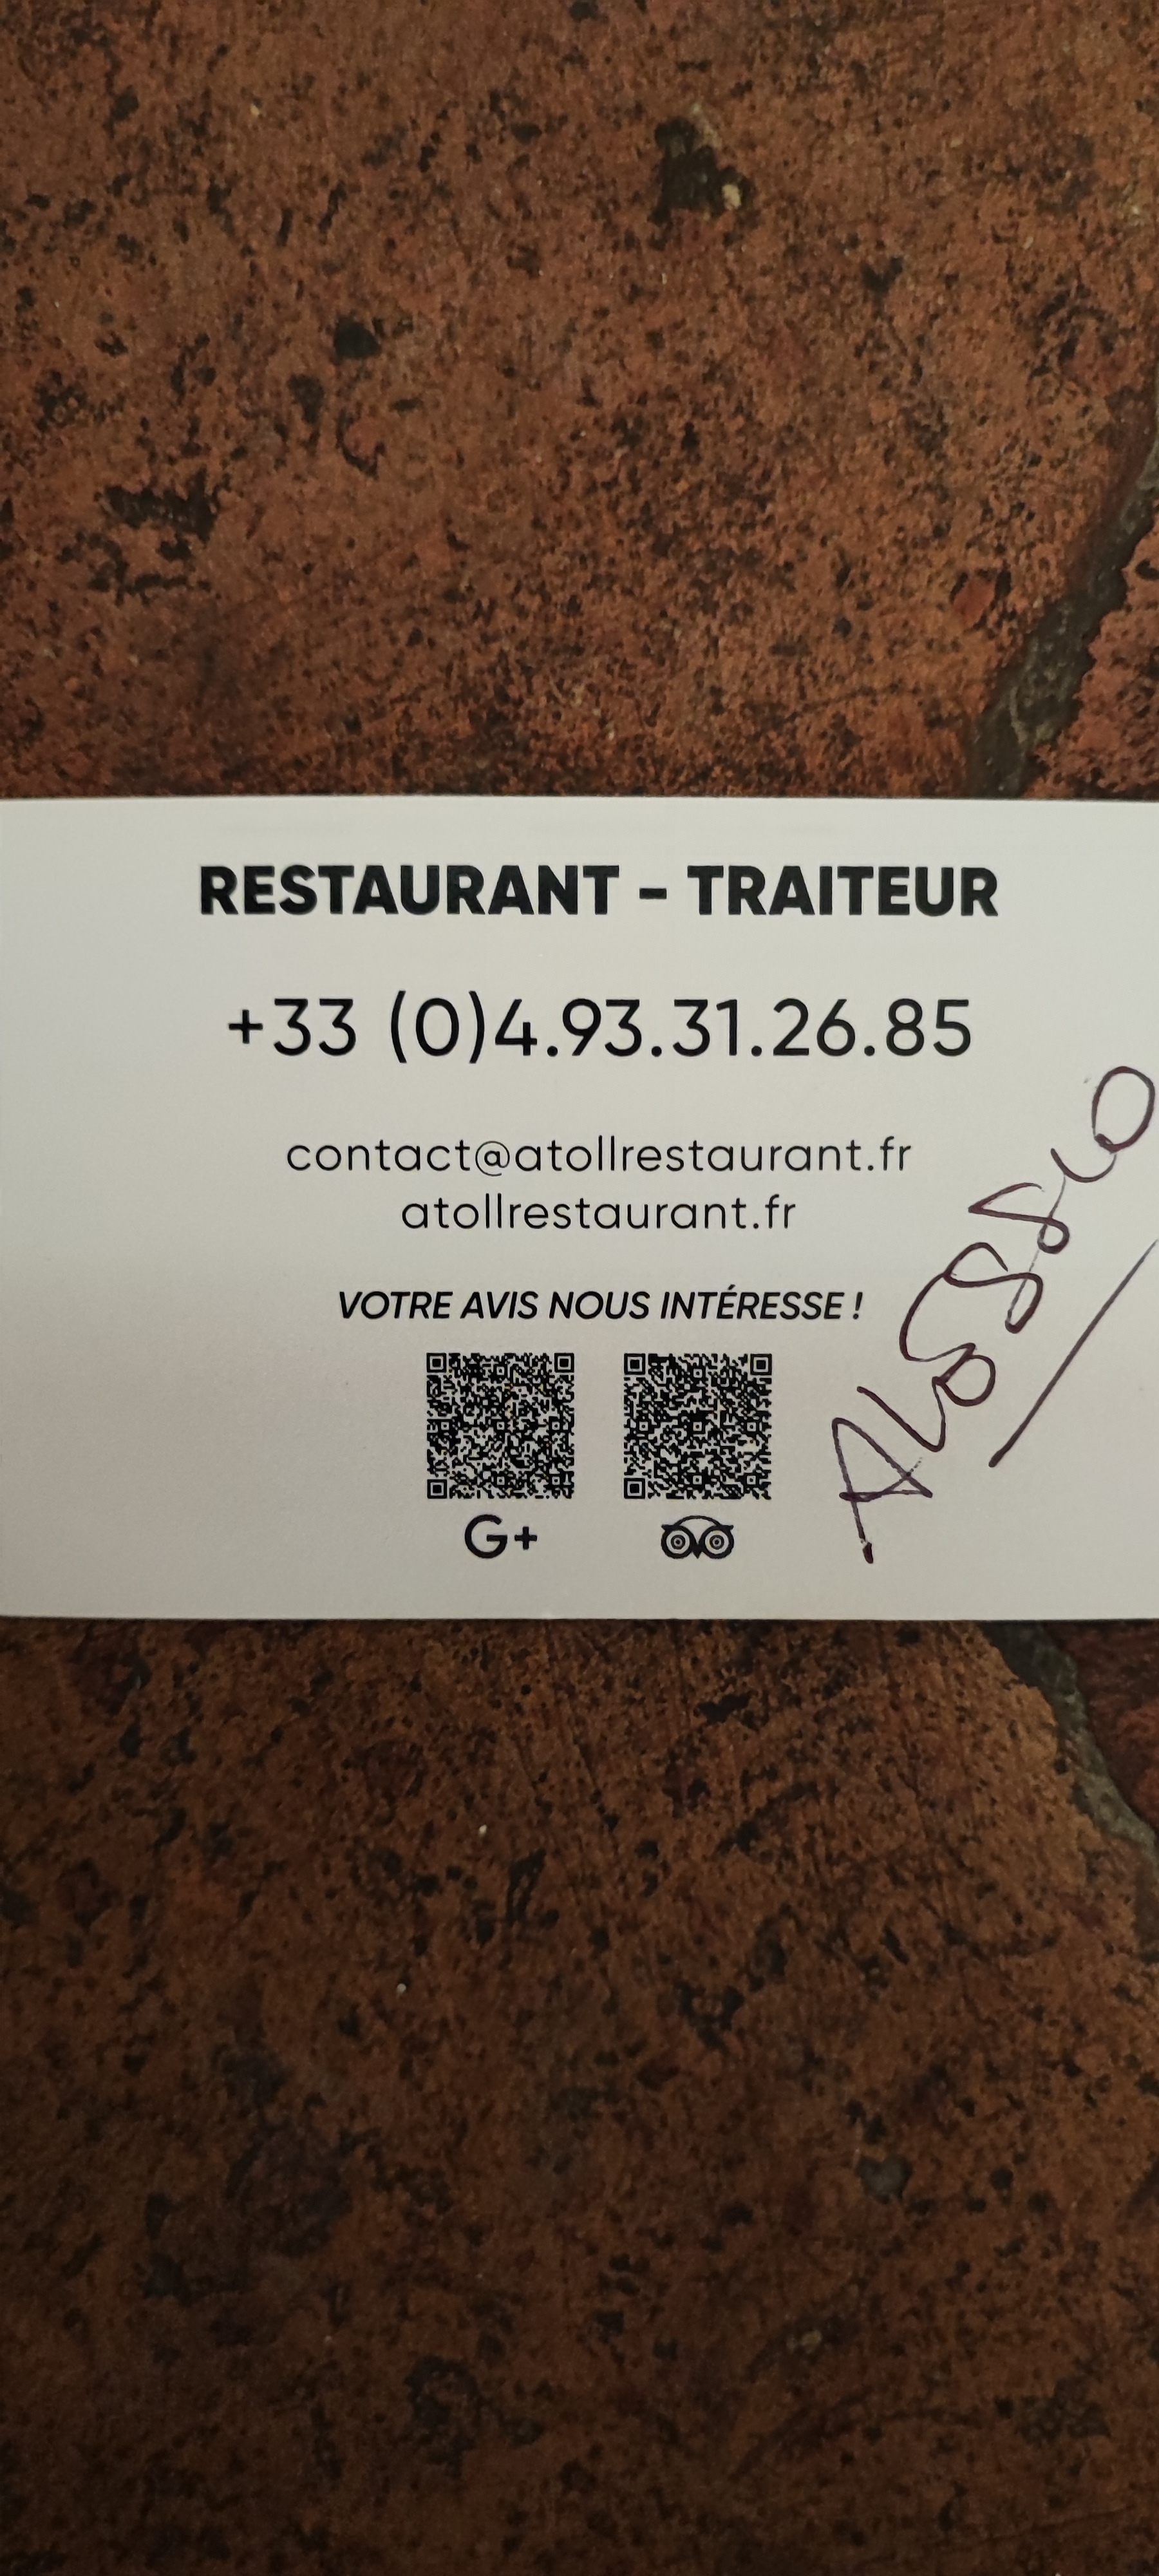 RESTAURANT - TRAITEUR
+33 (0)4.93.31.26.85
contact@atollrestaurant.fr
atollrestaurant.fr
VOTRE AVIS NOUS INTÉRESSE !
G+
Alessio